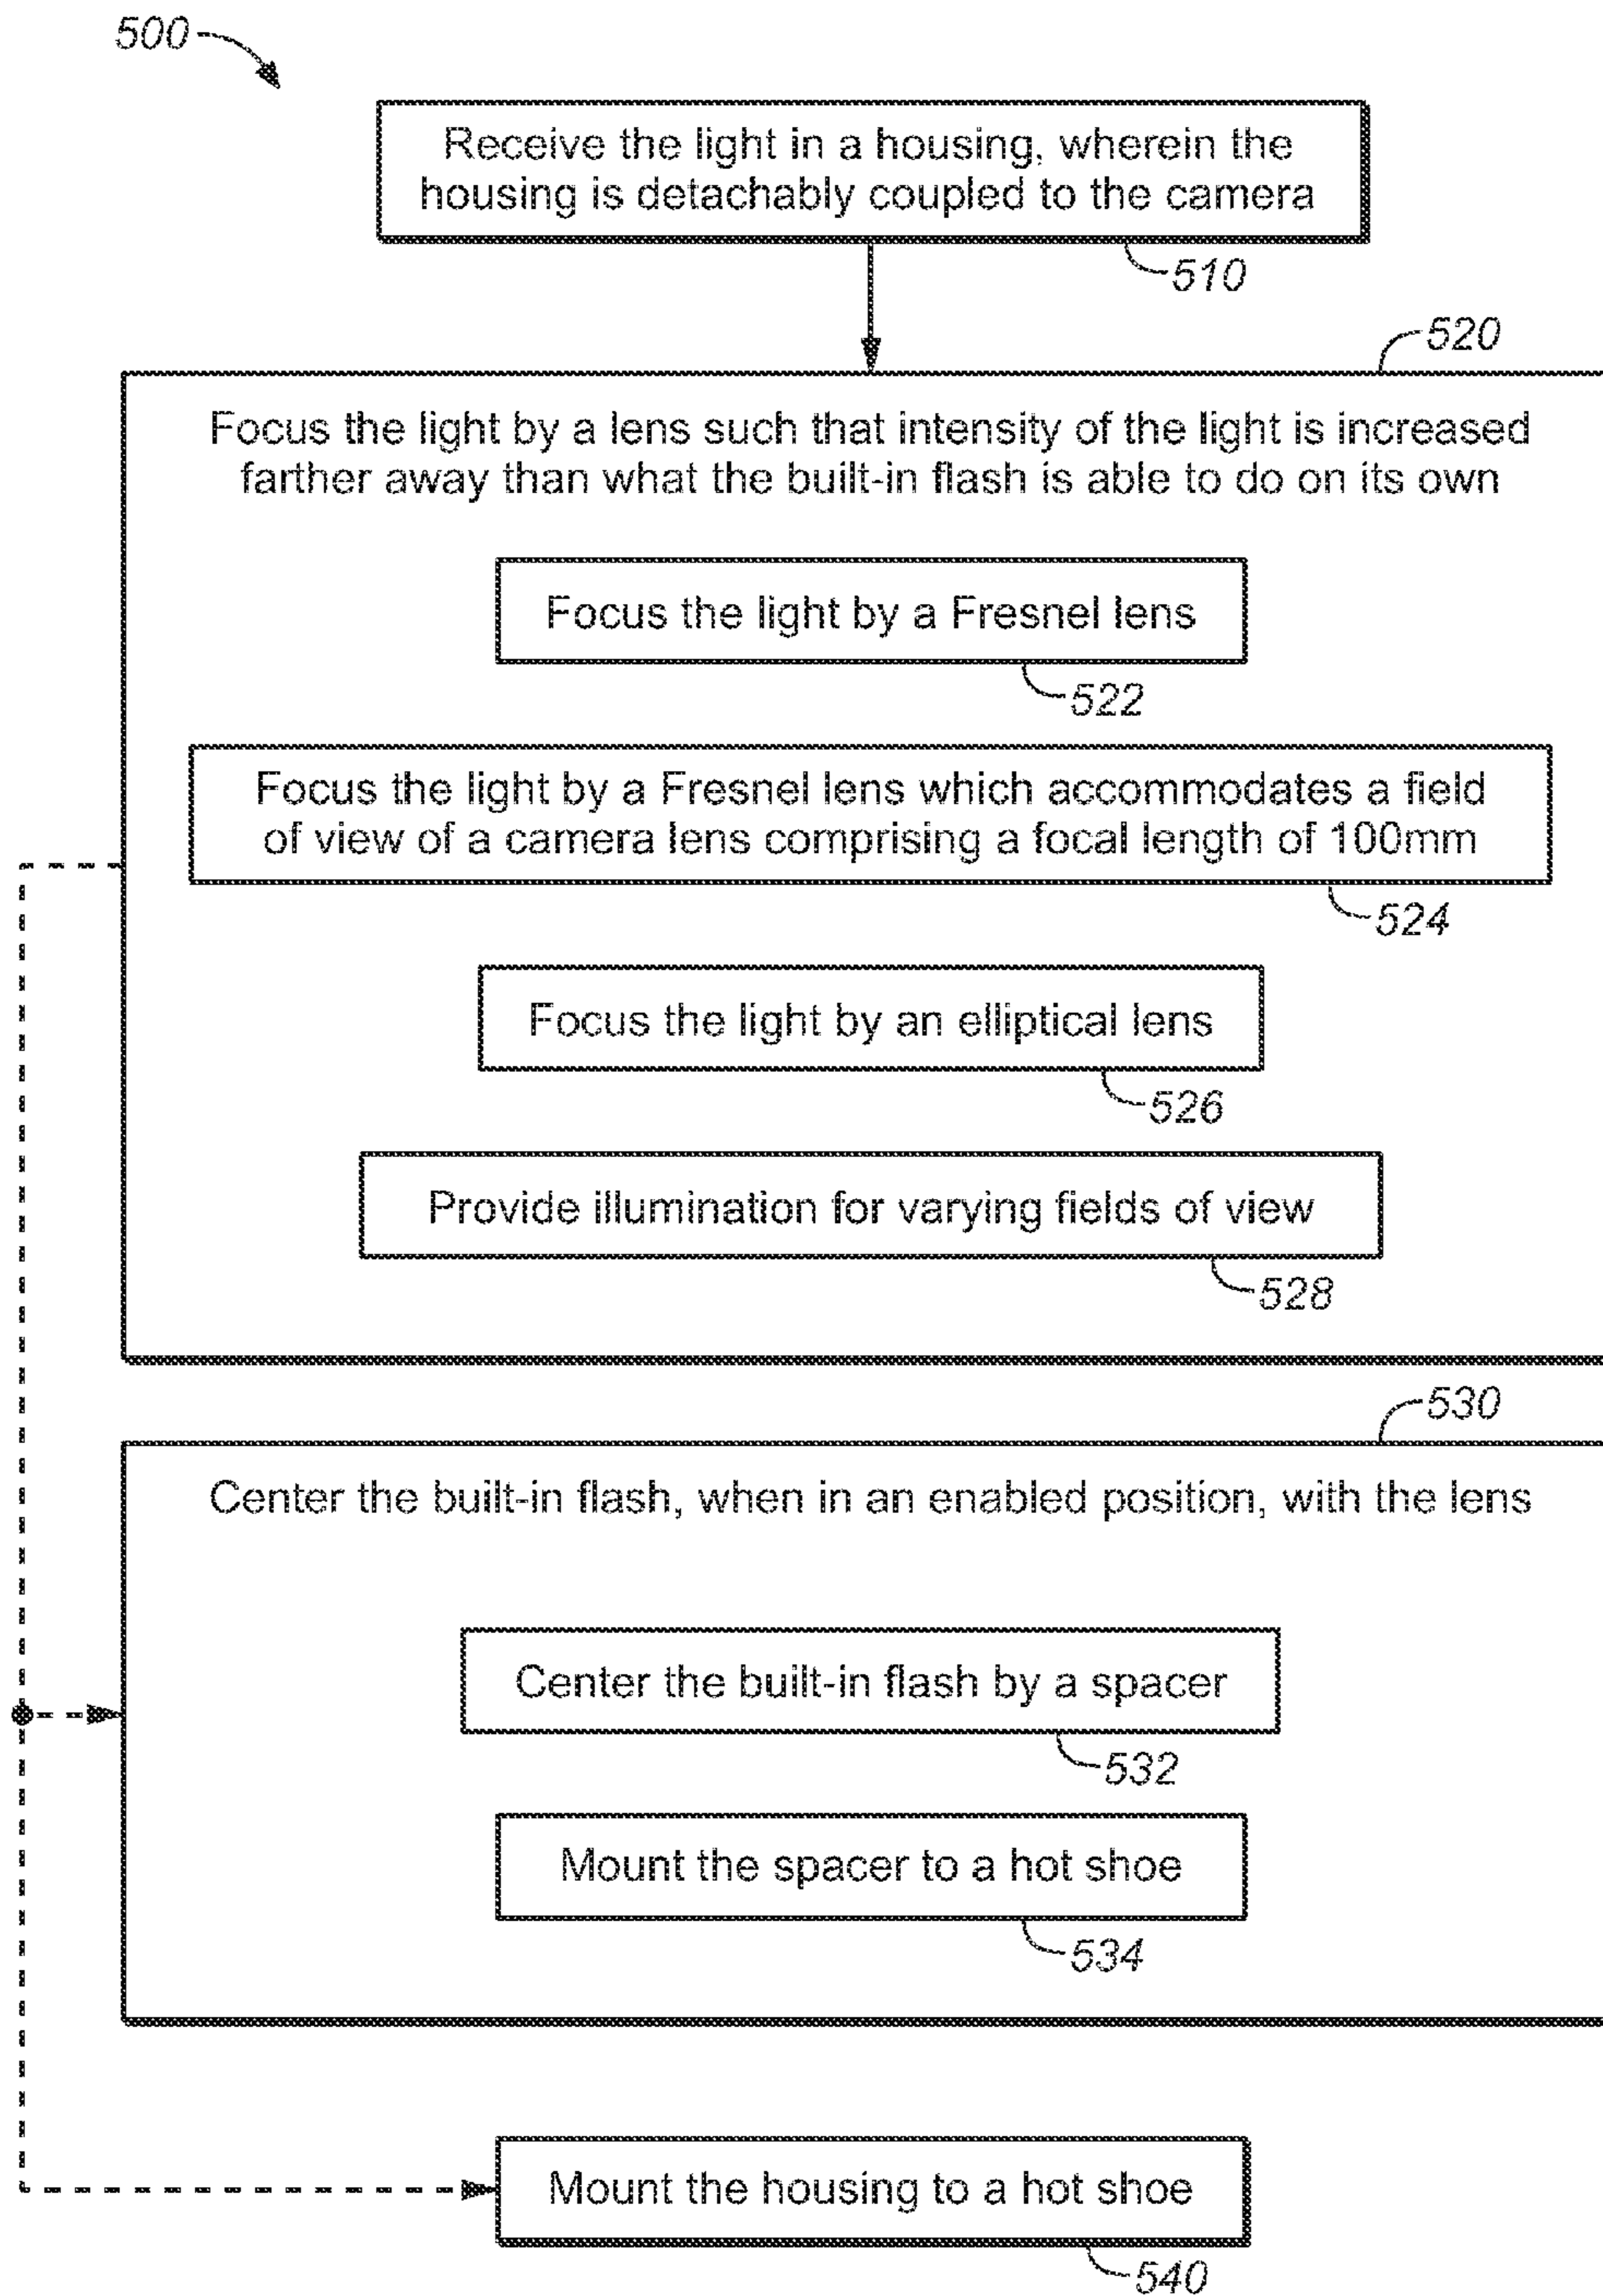 500
Receive the light in a housing, wherein the
housing is detachably coupled to the camera
510
520
Focus the light by a lens such that intensity of the light is increased
farther away than what the built-in flash is able to do on its own
Focus the light by a Fresnel lens
522
Focus the light by a Fresnel lens which accommodates a field
of view of a camera lens comprising a focal length of 100mm
524
Focus the light by an elliptical lens
526
Provide illumination for varying fields of view
528
530
Center the built-in flash, when in an enabled position, with the lens
Center the built-in flash by a spacer
532
Mount the spacer to a hot shoe
534
Mount the housing to a hot shoe
540